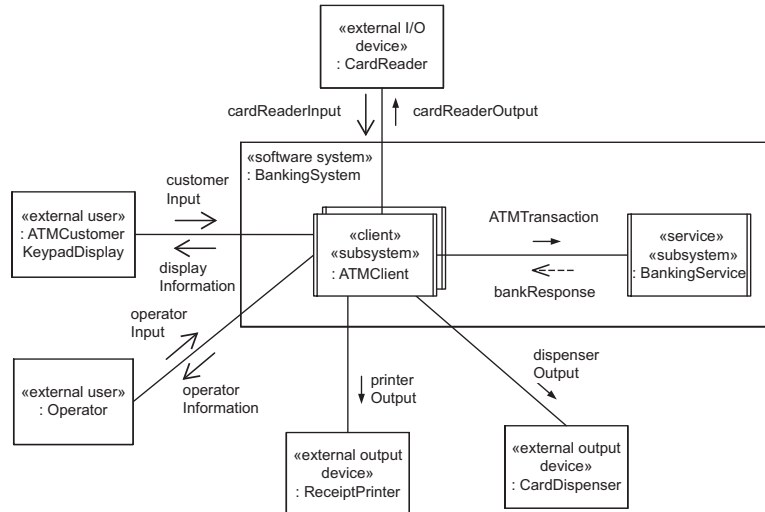 «external I/O
device»
: CardReader
cardReaderInput
cardReaderOutput
«software system»
: BankingSystem
customer
Input
«external user»
: ATMCustomer
KeypadDisplay
display
Information
«client»
«subsystem»
: ATMClient
ATMTransaction
bankResponse
«service»
«subsystem»
: BankingService
operator
Input
«external user»
: Operator
operator
Information
printer
Output
dispenser
Output
«external output
device»
: ReceiptPrinter
«external output
device»
: CardDispenser